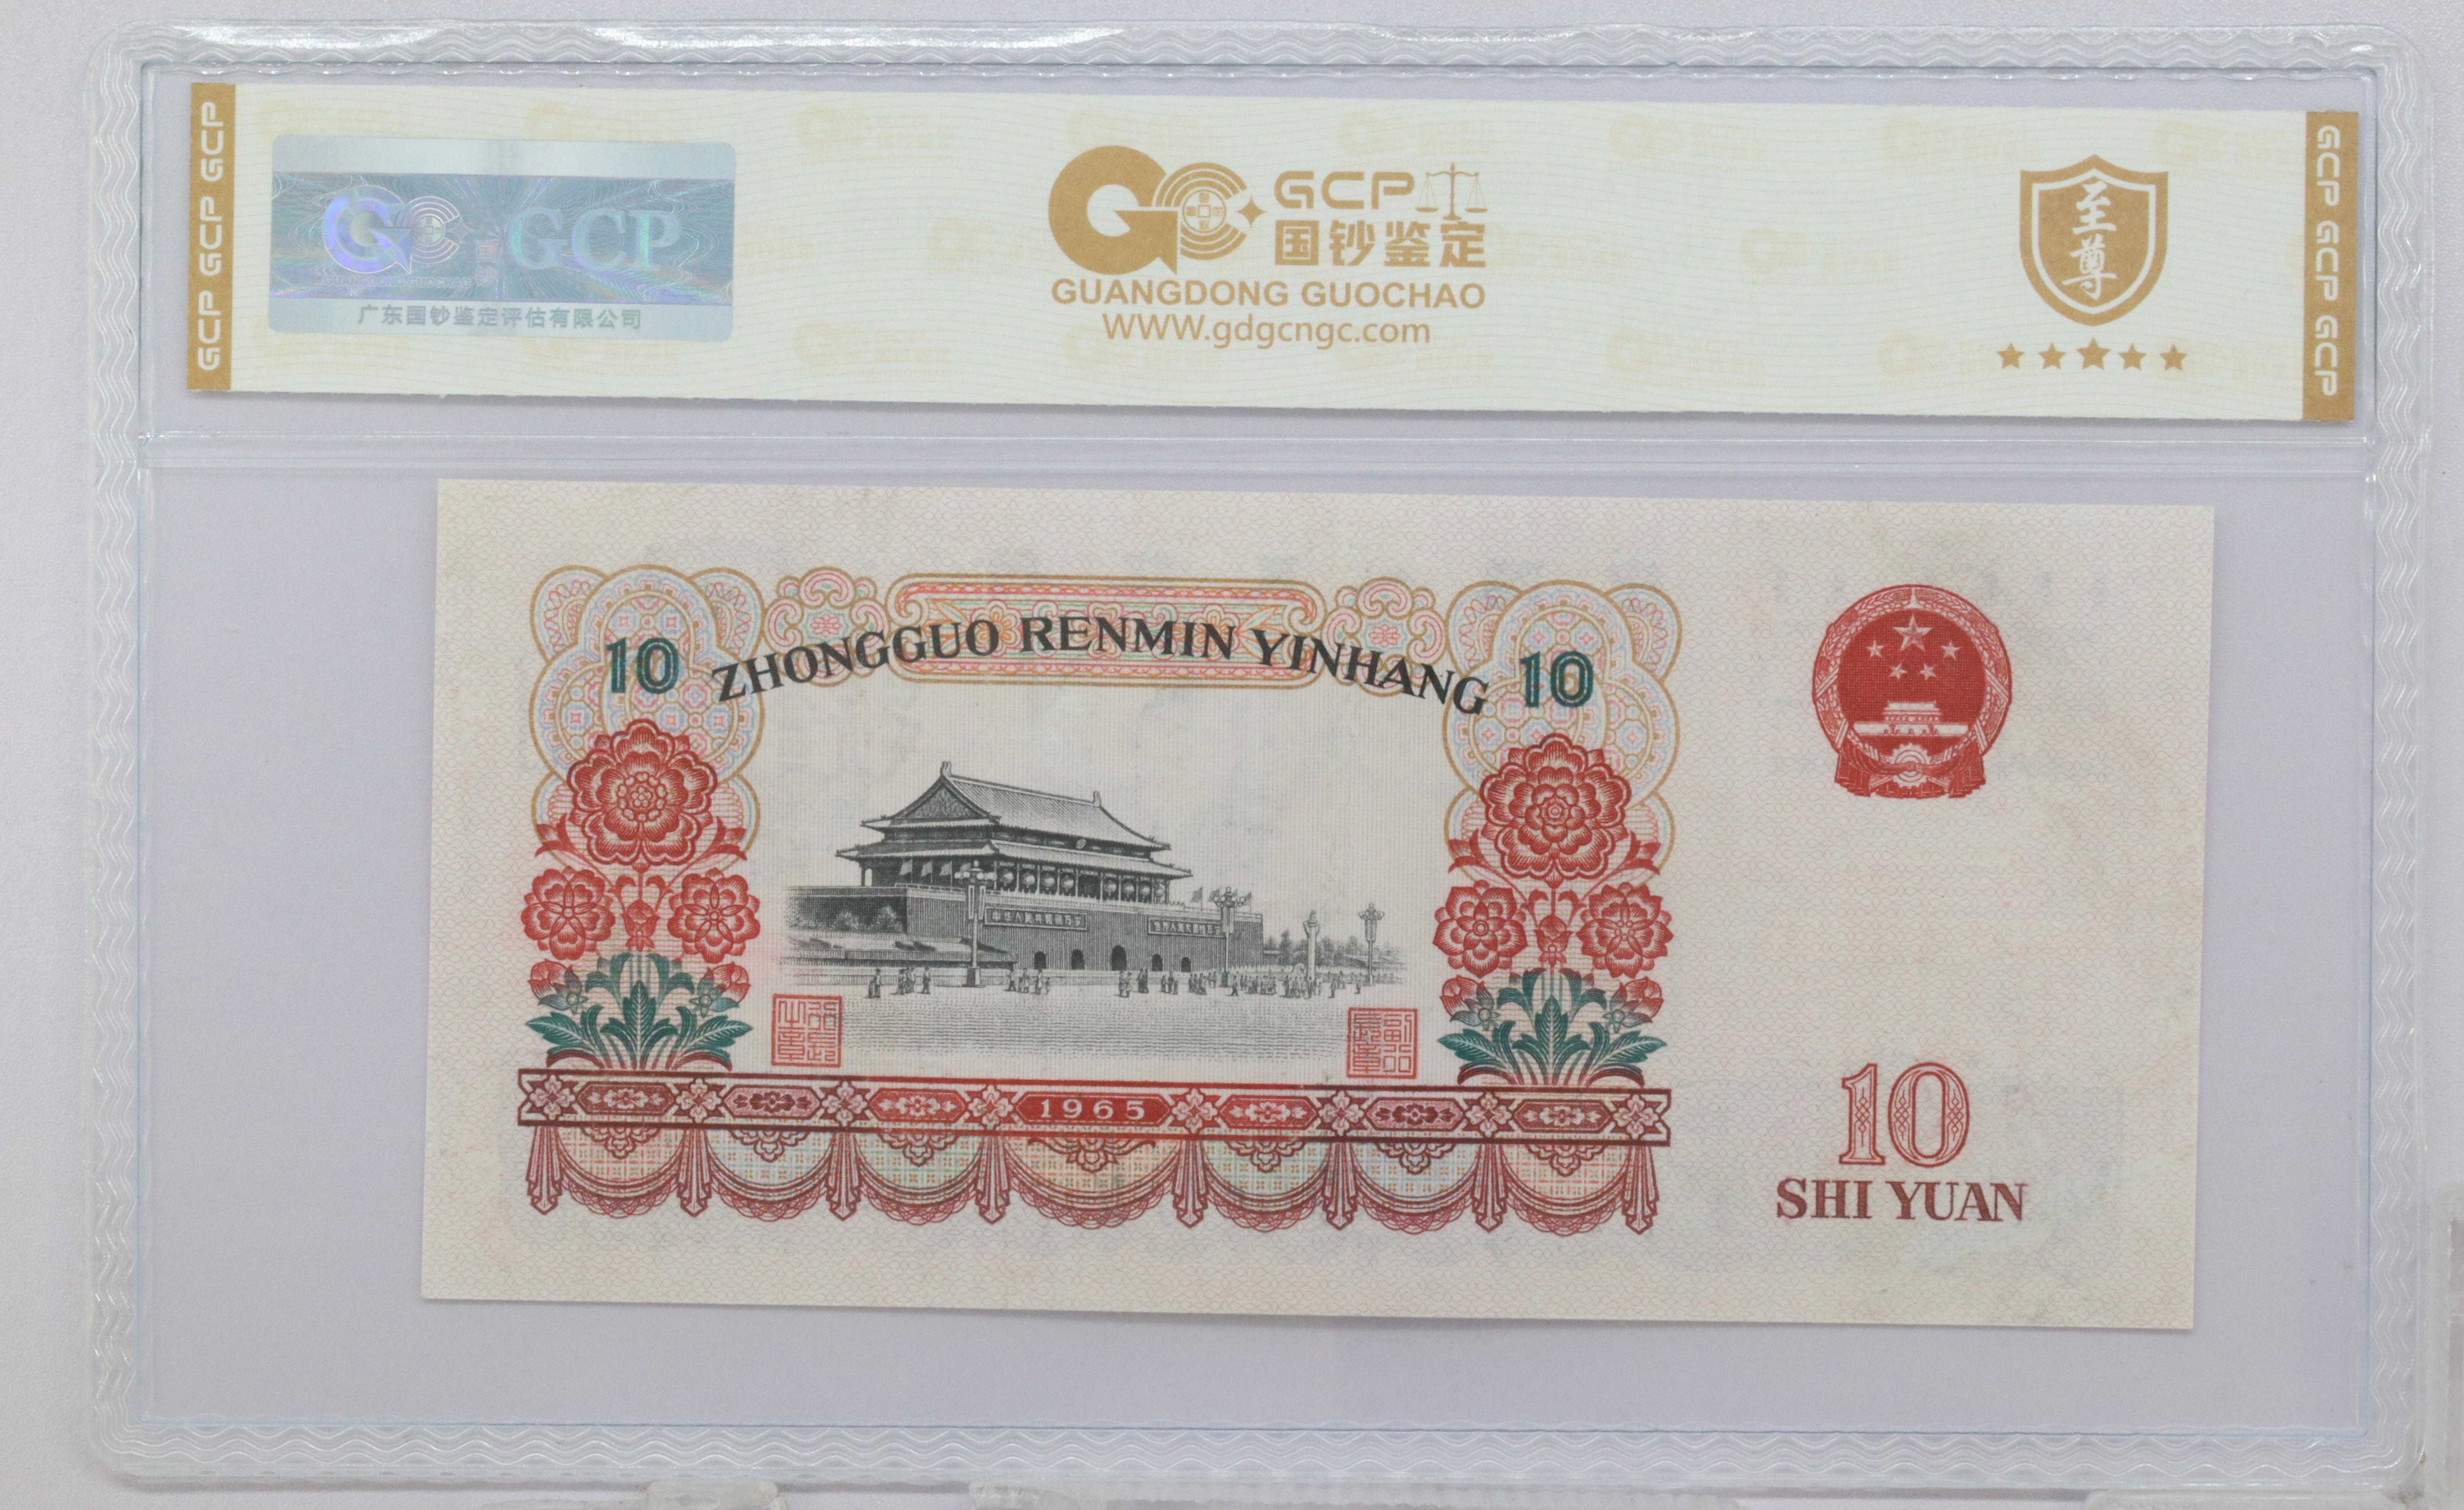 GCP GCP GCP
GCP
GUANGDONG GUOCHAO
广东国钞鉴定评估有限公司
GCP
国钞鉴定
GUANGDONG GUOCHAO
WWW.gdgcngc.com
至尊
GCP GCP GCP
10 ZHONGGUO RENMIN YINHANG 10
1965
10
SHI YUAN